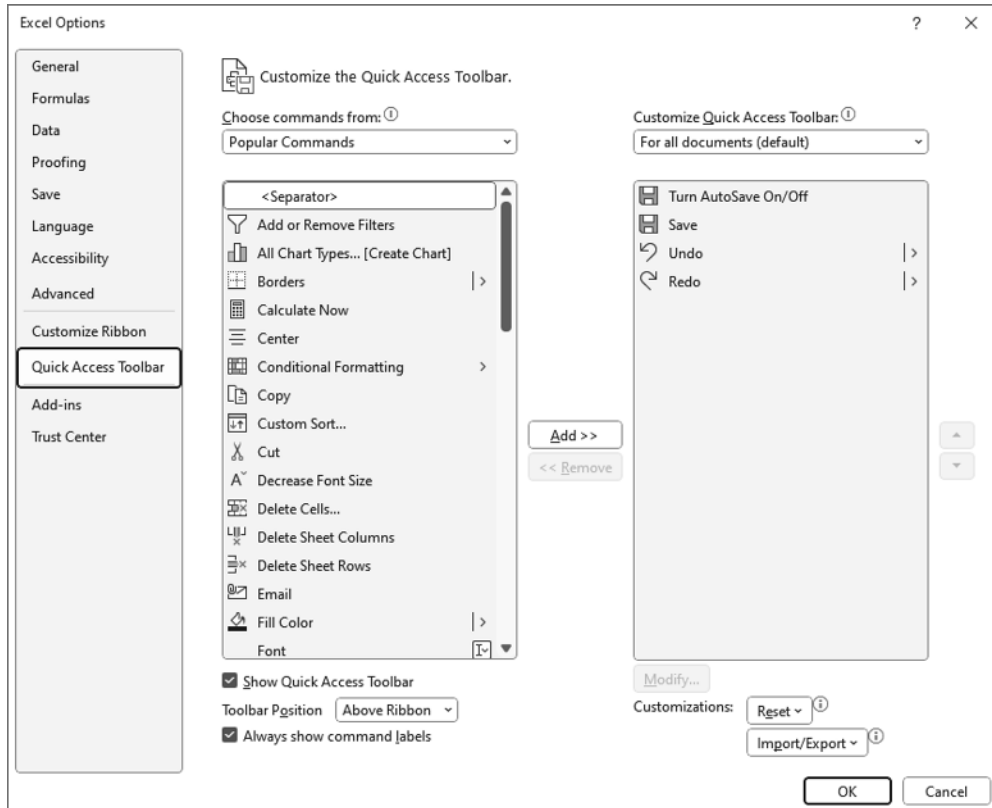 Excel Options
?
General
Formulas
Data
Proofing
Save
Language
Accessibility
Advanced
Customize Ribbon
Quick Access Toolbar
Add-ins
Trust Center
Customize the Quick Access Toolbar.
Choose commands from:
Popular Commands
<Separator>
Add or Remove Filters
All Chart Types... [Create Chart]
Borders
Calculate Now
Center
Conditional Formatting
Copy
Custom Sort...
Cut
Decrease Font Size
Delete Cells...
Delete Sheet Columns
Delete Sheet Rows
Email
Fill Color
Font
Show Quick Access Toolbar
Toolbar Position Above Ribbon
Always show command labels
Add >>
<< Remove
Customize Quick Access Toolbar:
For all documents (default)
Turn AutoSave On/Off
Save
Undo
Redo
Modify...
Customizations: Reset
Import/Export
OK Cancel